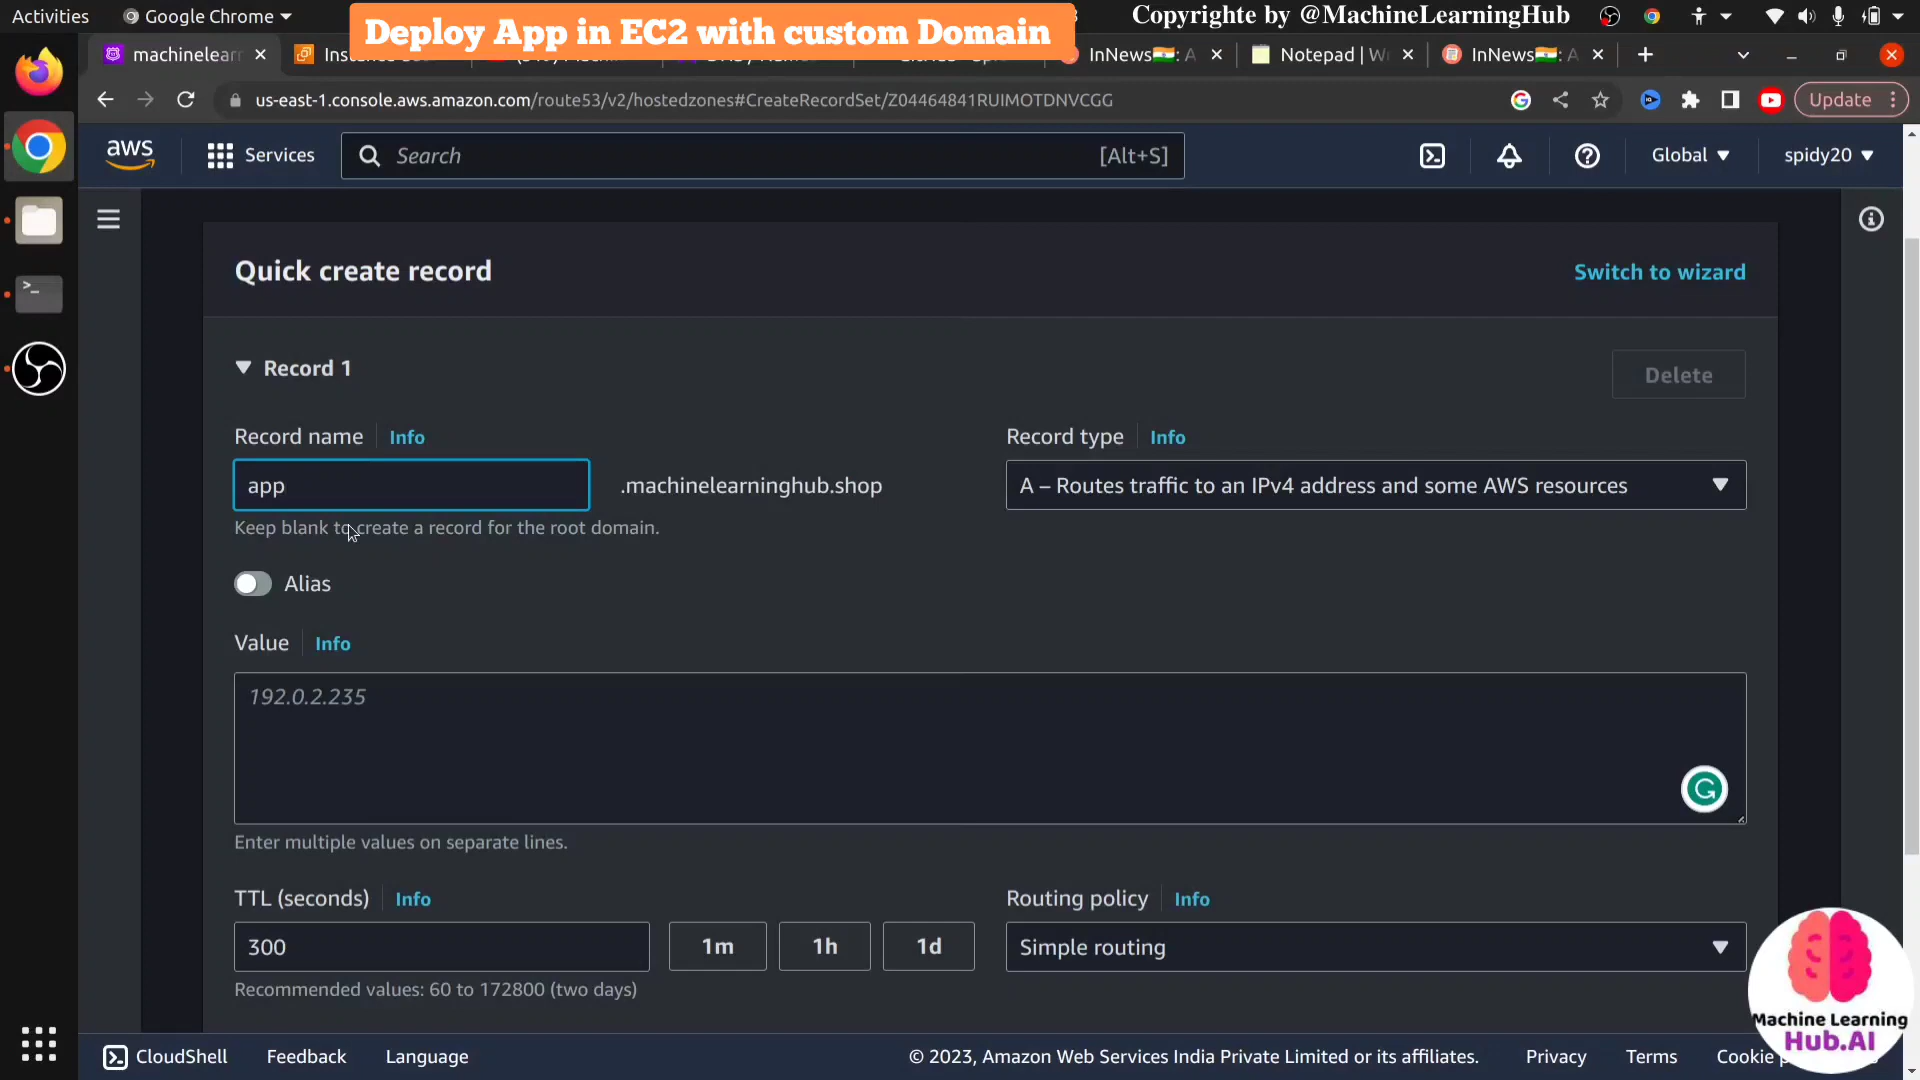 Activities
Google Chrome
Deploy App in EC2 with custom Domain
Copyrighte by @MachineLearningHub
machinelear
InNews
Notepad | W
InNews
us-east-1.console.aws.amazon.com/route53/v2/hostedzones#CreateRecordSet/Z04464841RUIMOTDNVCGG
Update
aws
Services
Search
[Alt+S]
Global
spidy20
Quick create record
Switch to wizard
Record 1
Delete
Record name
Info
Record type
Info
app
.machinelearninghub.shop
A – Routes traffic to an IPv4 address and some AWS resources
Keep blank to create a record for the root domain.
Alias
Value
Info
192.0.2.235
Enter multiple values on separate lines.
TTL (seconds)
Info
Routing policy
Info
300
1m
1h
1d
Simple routing
Recommended values: 60 to 172800 (two days)
Machine Learning
Hub.AI
CloudShell
Feedback
Language
© 2023, Amazon Web Services India Private Limited or its affiliates.
Privacy
Terms
Cookie